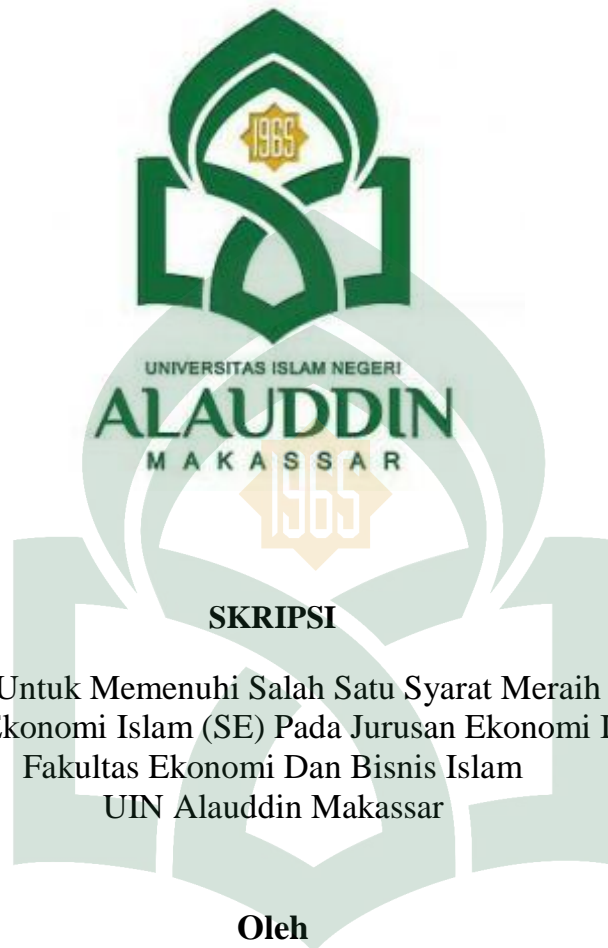 1965
UNIVERSITAS ISLAM NEGERI
ALAUDDIN
MAKASSAR
1965
SKRIPSI
Untuk Memenuhi Salah Satu Syarat Meraih
Ekonomi Islam (SE) Pada Jurusan Ekonomi
Fakultas Ekonomi Dan Bisnis Islam
UIN Alauddin Makassar
Oleh